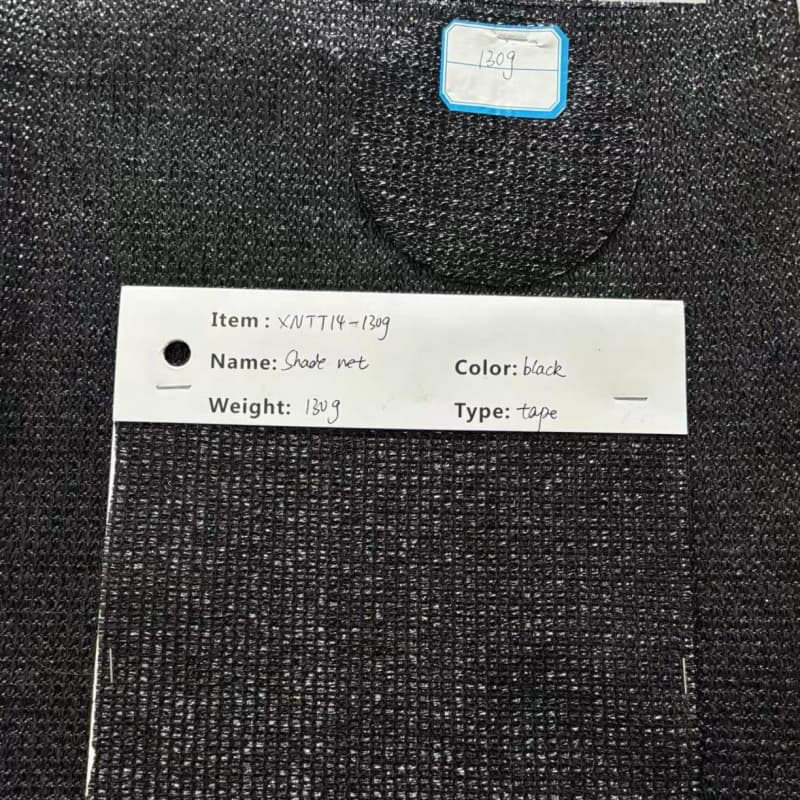 130g
Item : XNTT14-130g
Name: Shade net
Color: black
Weight: 130g
Type: tape